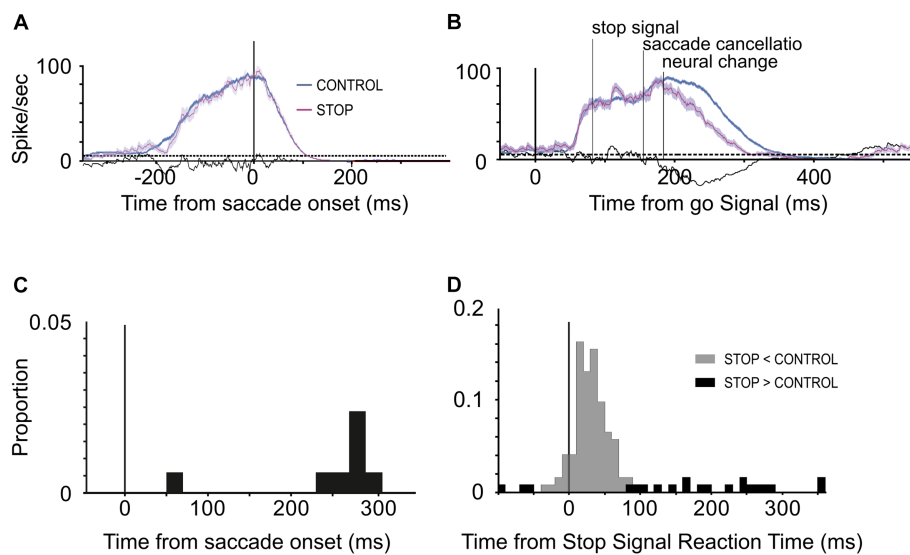 A
Spike/sec
100
0
CONTROL
STOP
-200
0
200
Time from saccade onset (ms)
B
stop signal
saccade cancellatio
neural change
100
0
0
200
400
Time from go Signal (ms)
C
Proportion
0.05
0
0
100
200
300
Time from saccade onset (ms)
D
0.2
0.1
0
STOP < CONTROL
STOP > CONTROL
0
100
200
300
Time from Stop Signal Reaction Time (ms)